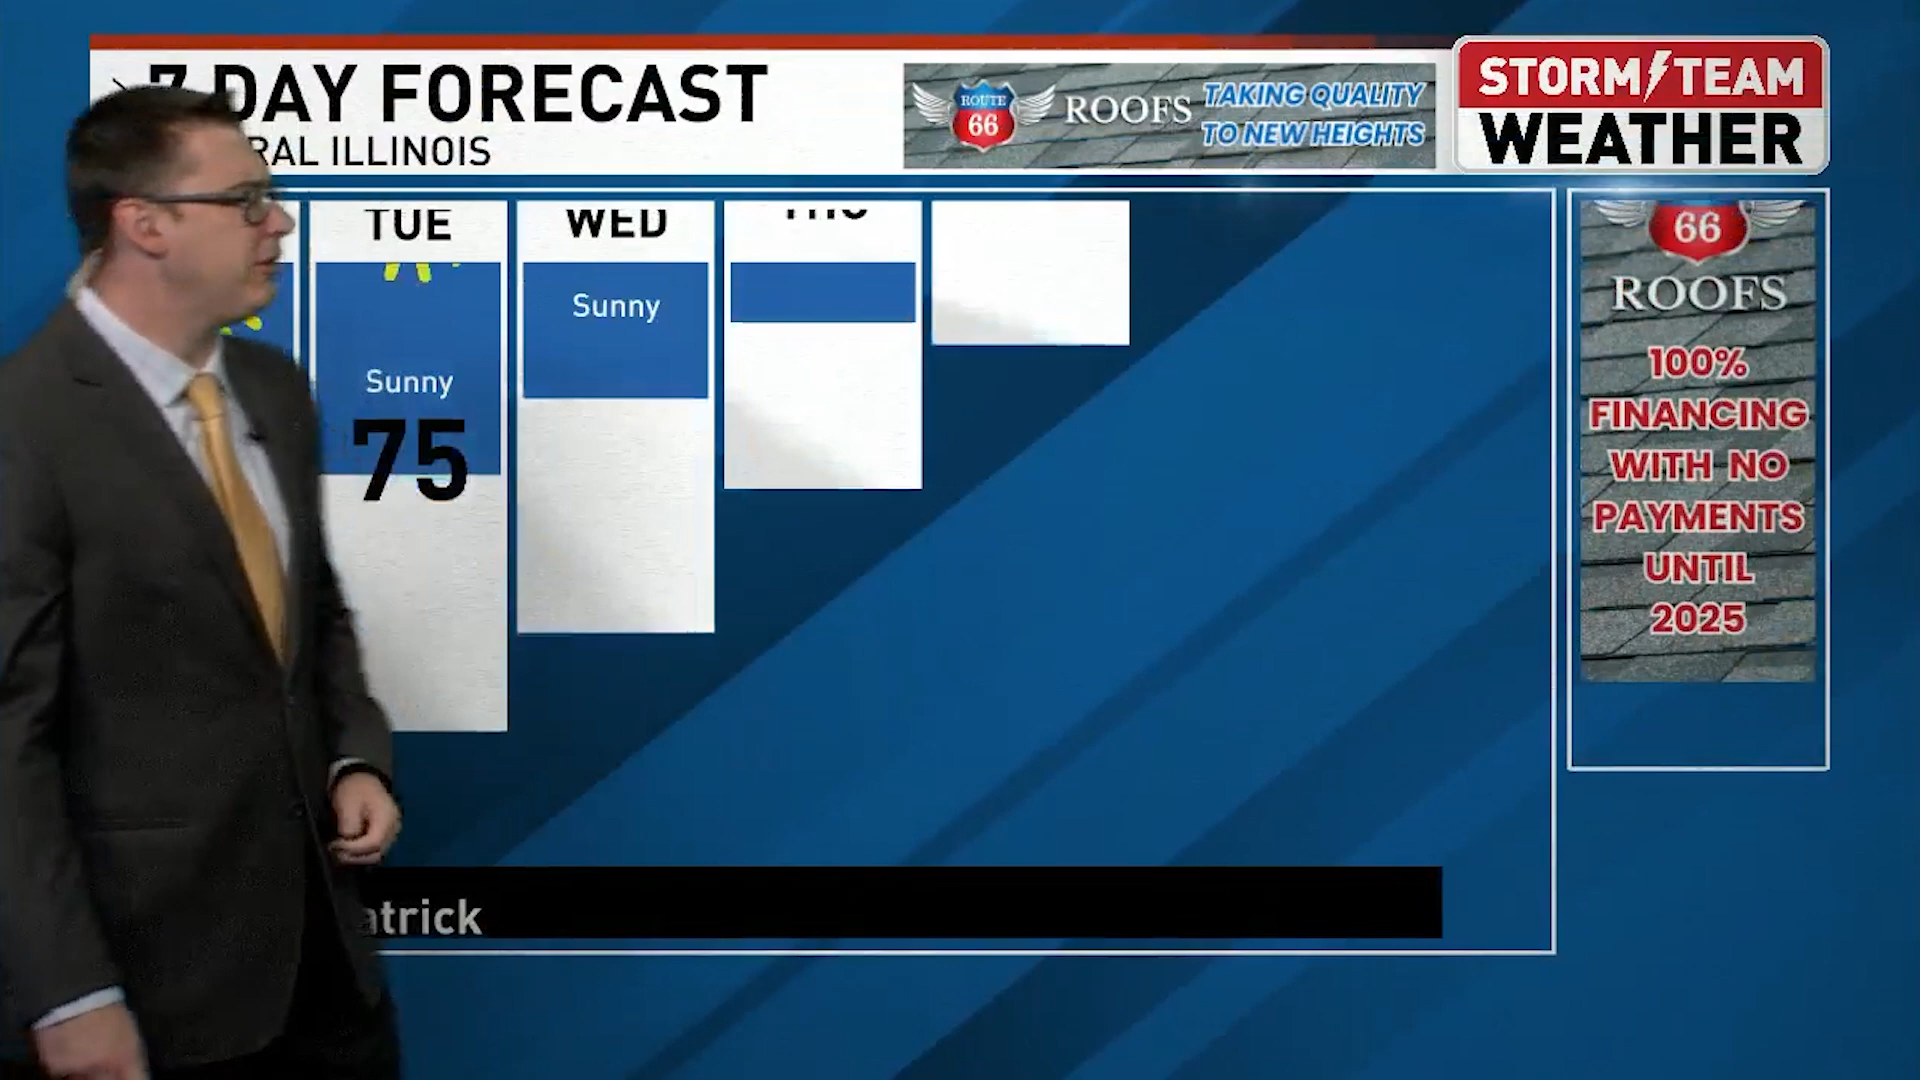 7 DAY FORECAST
RAL ILLINOIS
ROUTE
66
ROOFS
TAKING QUALITY
TO NEW HEIGHTS
STORM TEAM
WEATHER
TUE
WED
Sunny
Sunny
75
66
ROOFS
100%
FINANCING
WITH NO
PAYMENTS
UNTIL
2025
atrick